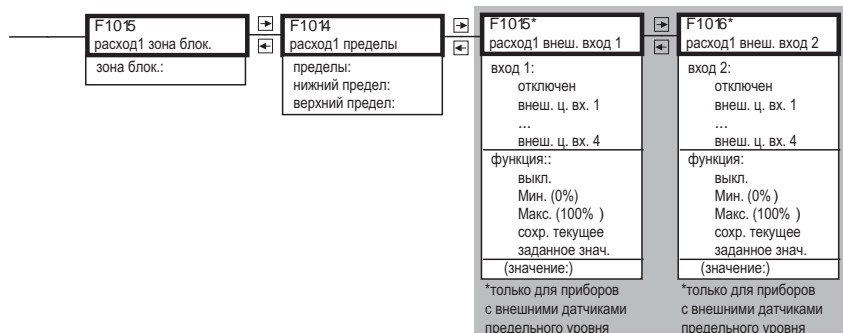 F1015
расход1 зона блок.
зона блок.:
F1014
расход1 пределы
пределы:
нижний предел:
верхний предел:
F1015*
расход1 внеш. вход 1
вход 1:
отключен
внеш. ц. вх. 1
...
внеш. ц. вх. 4
функция::
выкл.
Мин. (0%)
Макс. (100% )
сохр. текущее
заданное знач.
(значение:)
*только для приборов
с внешними датчиками
предельного уровня
F1016*
расход1 внеш. вход 2
вход 2:
отключен
внеш. ц. вх. 1
...
внеш. ц. вх. 4
функция:
выкл.
Мин. (0% )
Макс. (100% )
сохр. текущее
заданное знач.
(значение:)
*только для приборов
с внешними датчиками
предельного уровня